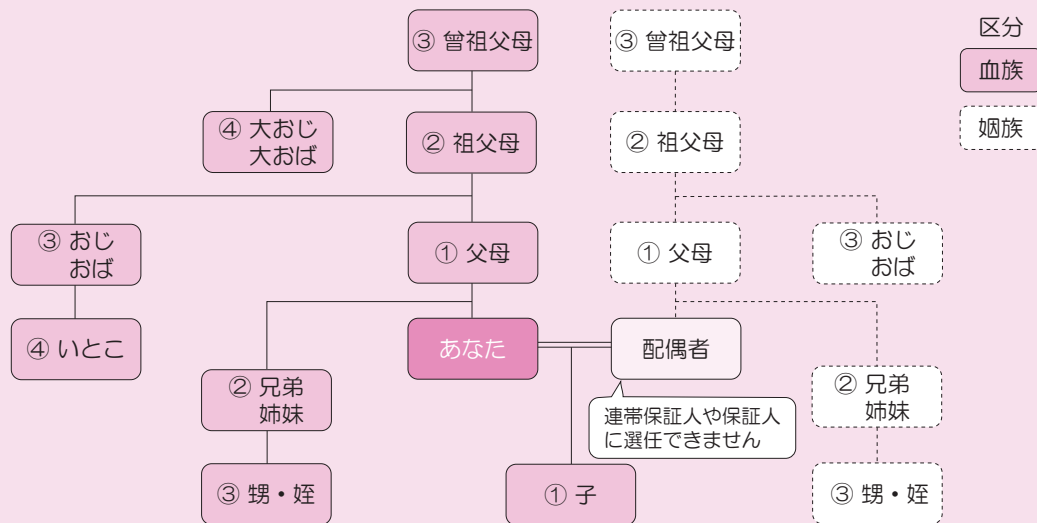 ③ 曾祖父母
③ 曾祖父母
区分
血族
姻族
④ 大おじ
大おば
② 祖父母
② 祖父母
③ おじ
おば
① 父母
① 父母
③ おじ
おば
④ いとこ
あなた
配偶者
② 兄弟
姉妹
② 兄弟
姉妹
連帯保証人や保証人
に選任できません
③ 甥・姪
① 子
③ 甥・姪